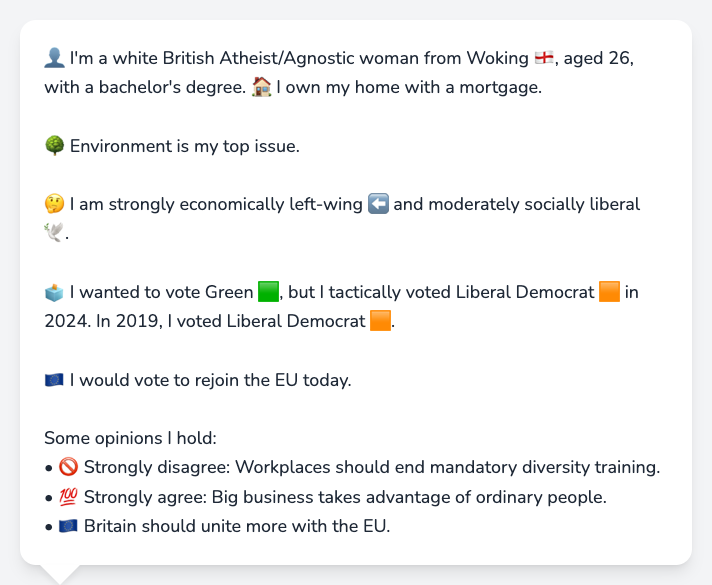 👤 I'm a white British Atheist/Agnostic woman from Woking 🏴󠁧󠁢󠁥󠁮󠁧󠁿, aged 26,
with a bachelor's degree. 🏠 I own my home with a mortgage.
🌳 Environment is my top issue.
🤔 I am strongly economically left-wing ⬅️ and moderately socially liberal
🕊️.
🗳️ I wanted to vote Green 🟩, but I tactically voted Liberal Democrat 🟧 in
2024. In 2019, I voted Liberal Democrat 🟧.
🇪🇺 I would vote to rejoin the EU today.
Some opinions I hold:
• 🚫 Strongly disagree: Workplaces should end mandatory diversity training.
• 💯 Strongly agree: Big business takes advantage of ordinary people.
• 🇪🇺 Britain should unite more with the EU.